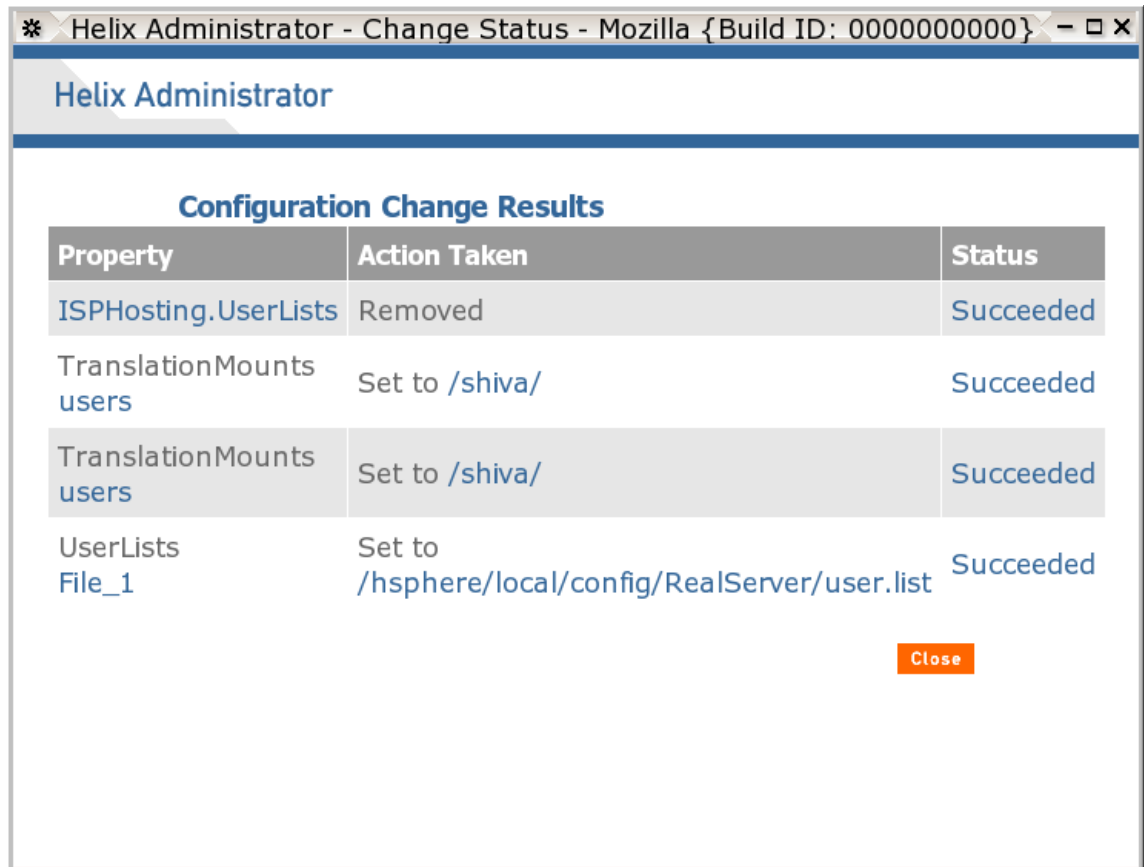 Helix Administrator - Change Status - Mozilla {Build ID: 0000000000}
Helix Administrator
Configuration Change Results
Property Action Taken Status
ISPHosting.UserLists Removed Succeeded
TranslationMounts
users Set to /shiva/ Succeeded
TranslationMounts
users Set to /shiva/ Succeeded
UserLists Set to
File_1 /hsphere/local/config/RealServer/user.list Succeeded
Close